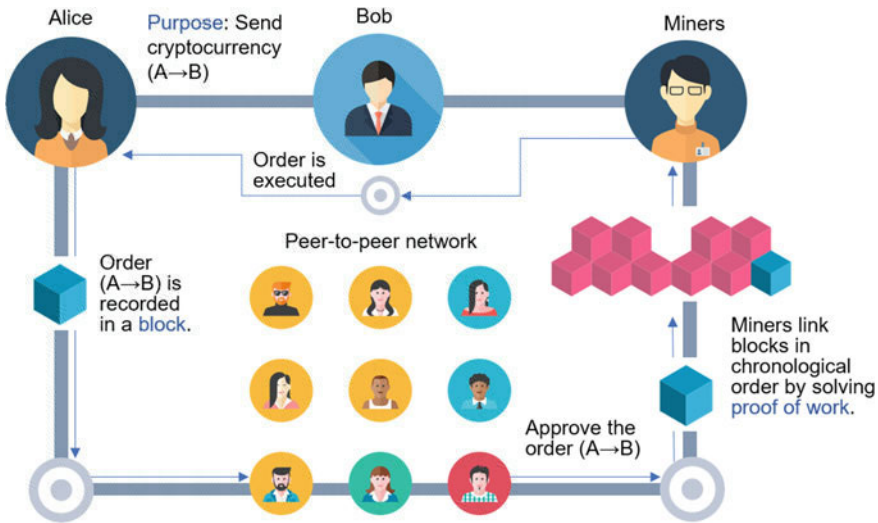 Alice
Purpose: Send
cryptocurrency
(A→B)
Bob
Miners
Order is
executed
Peer-to-peer network
Order
(A→B) is
recorded
in a block.
Miners link
blocks in
chronological
order by solving
proof of work.
Approve the
order (A→B)